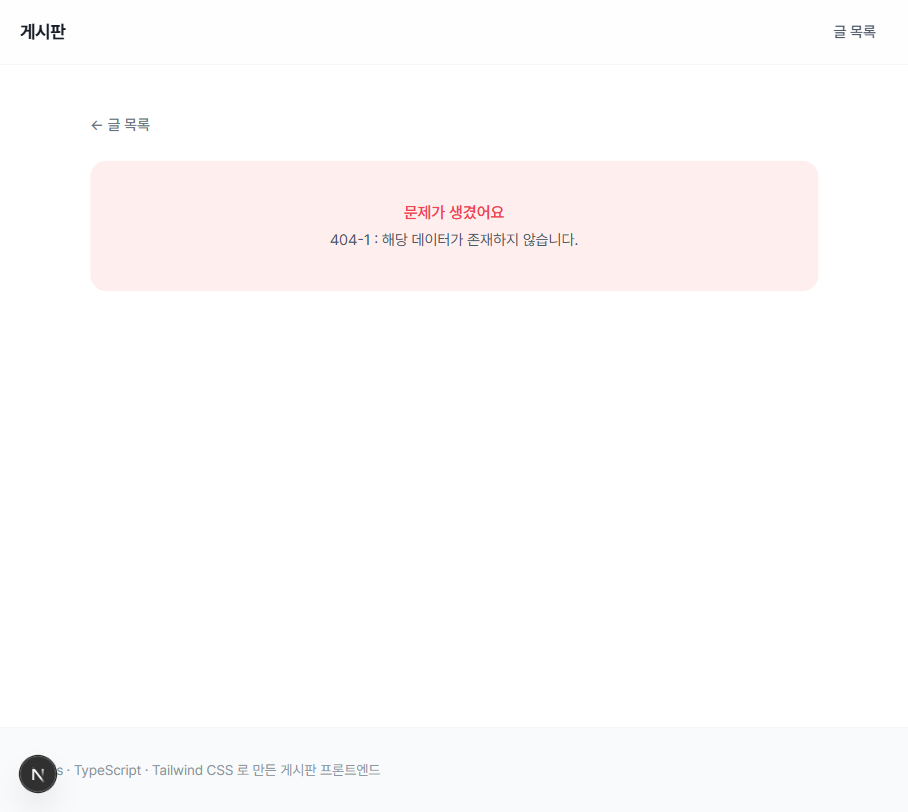 게시판
글 목록
← 글 목록
문제가 생겼어요
404-1 : 해당 데이터가 존재하지 않습니다.
N
s · TypeScript · Tailwind CSS 로 만든 게시판 프론트엔드